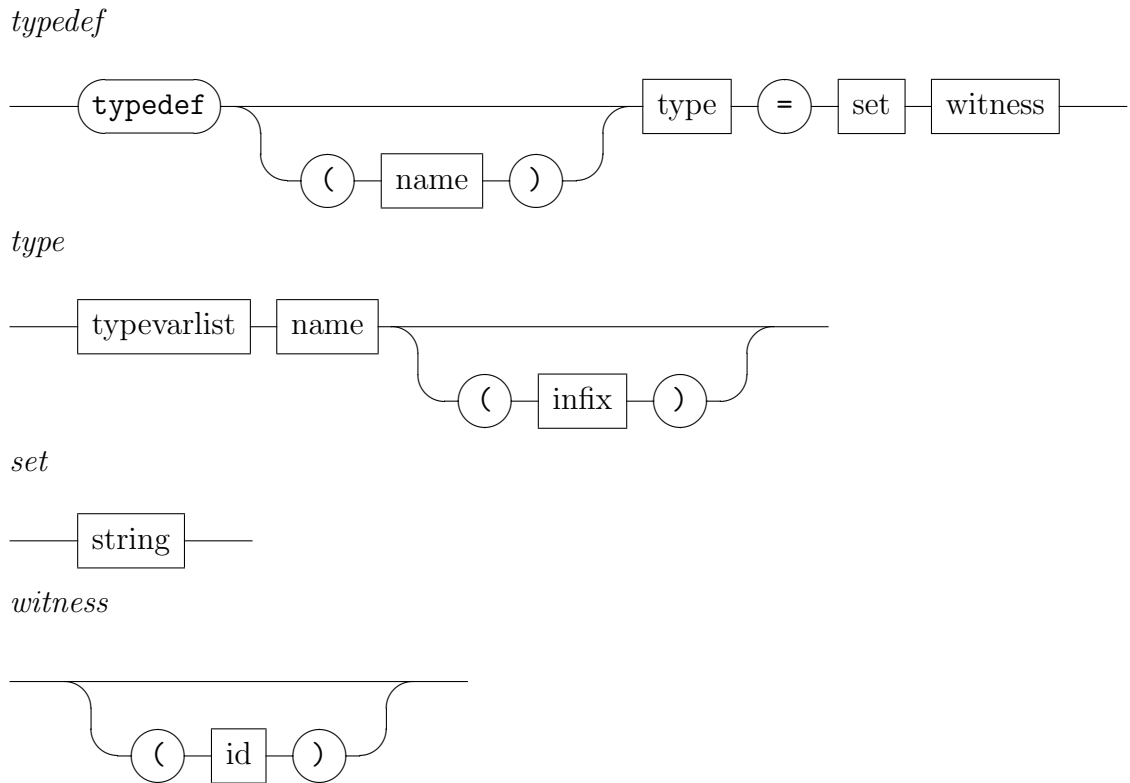 typedef
typedef type = set witness
( name )
type
typevarlist name
( infix )
set
string
witness
( id )